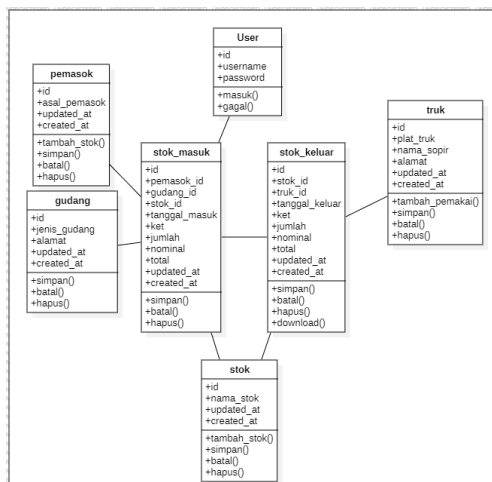 User
+id
+username
+password
+masuk()
+gagal()
pemasok
+id
+asal_pemasok
+updated_at
+created_at
+tambah_stok()
+simpan()
+batal()
+hapus()
gudang
+id
+jenis_gudang
+alamat
+updated_at
+created_at
+simpan()
+batal()
+hapus()
stok_masuk
+id
+pemasok_id
+gudang_id
+stok_id
+tanggal_masuk
+ket
+jumlah
+nominal
+total
+updated_at
+created_at
+simpan()
+batal()
+hapus()
stok_keluar
+id
+stok_id
+truk_id
+tanggal_keluar
+ket
+jumlah
+nominal
+total
+updated_at
+created_at
+simpan()
+batal()
+hapus()
+download()
truk
+id
+plat_truk
+nama_sopir
+alamat
+updated_at
+created_at
+tambah_pemakai()
+simpan()
+batal()
+hapus()
stok
+id
+nama_stok
+updated_at
+created_at
+tambah_stok()
+simpan()
+batal()
+hapus()